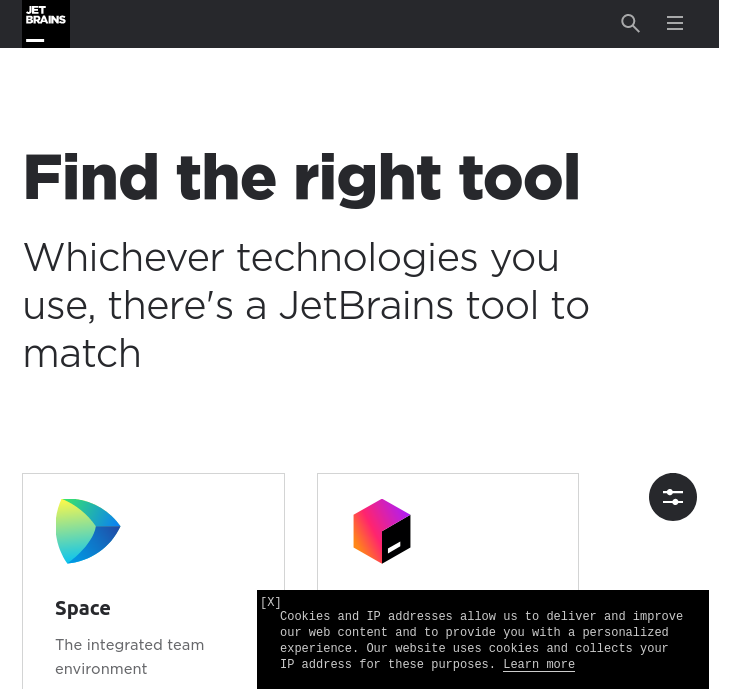 JET
BRAINS
Find the right tool
Whichever technologies you
use, there's a JetBrains tool to
match
Space
The integrated team
environment
[X]
Cookies and IP addresses allow us to deliver and improve
our web content and to provide you with a personalized
experience. Our website uses cookies and collects your
IP address for these purposes. Learn more